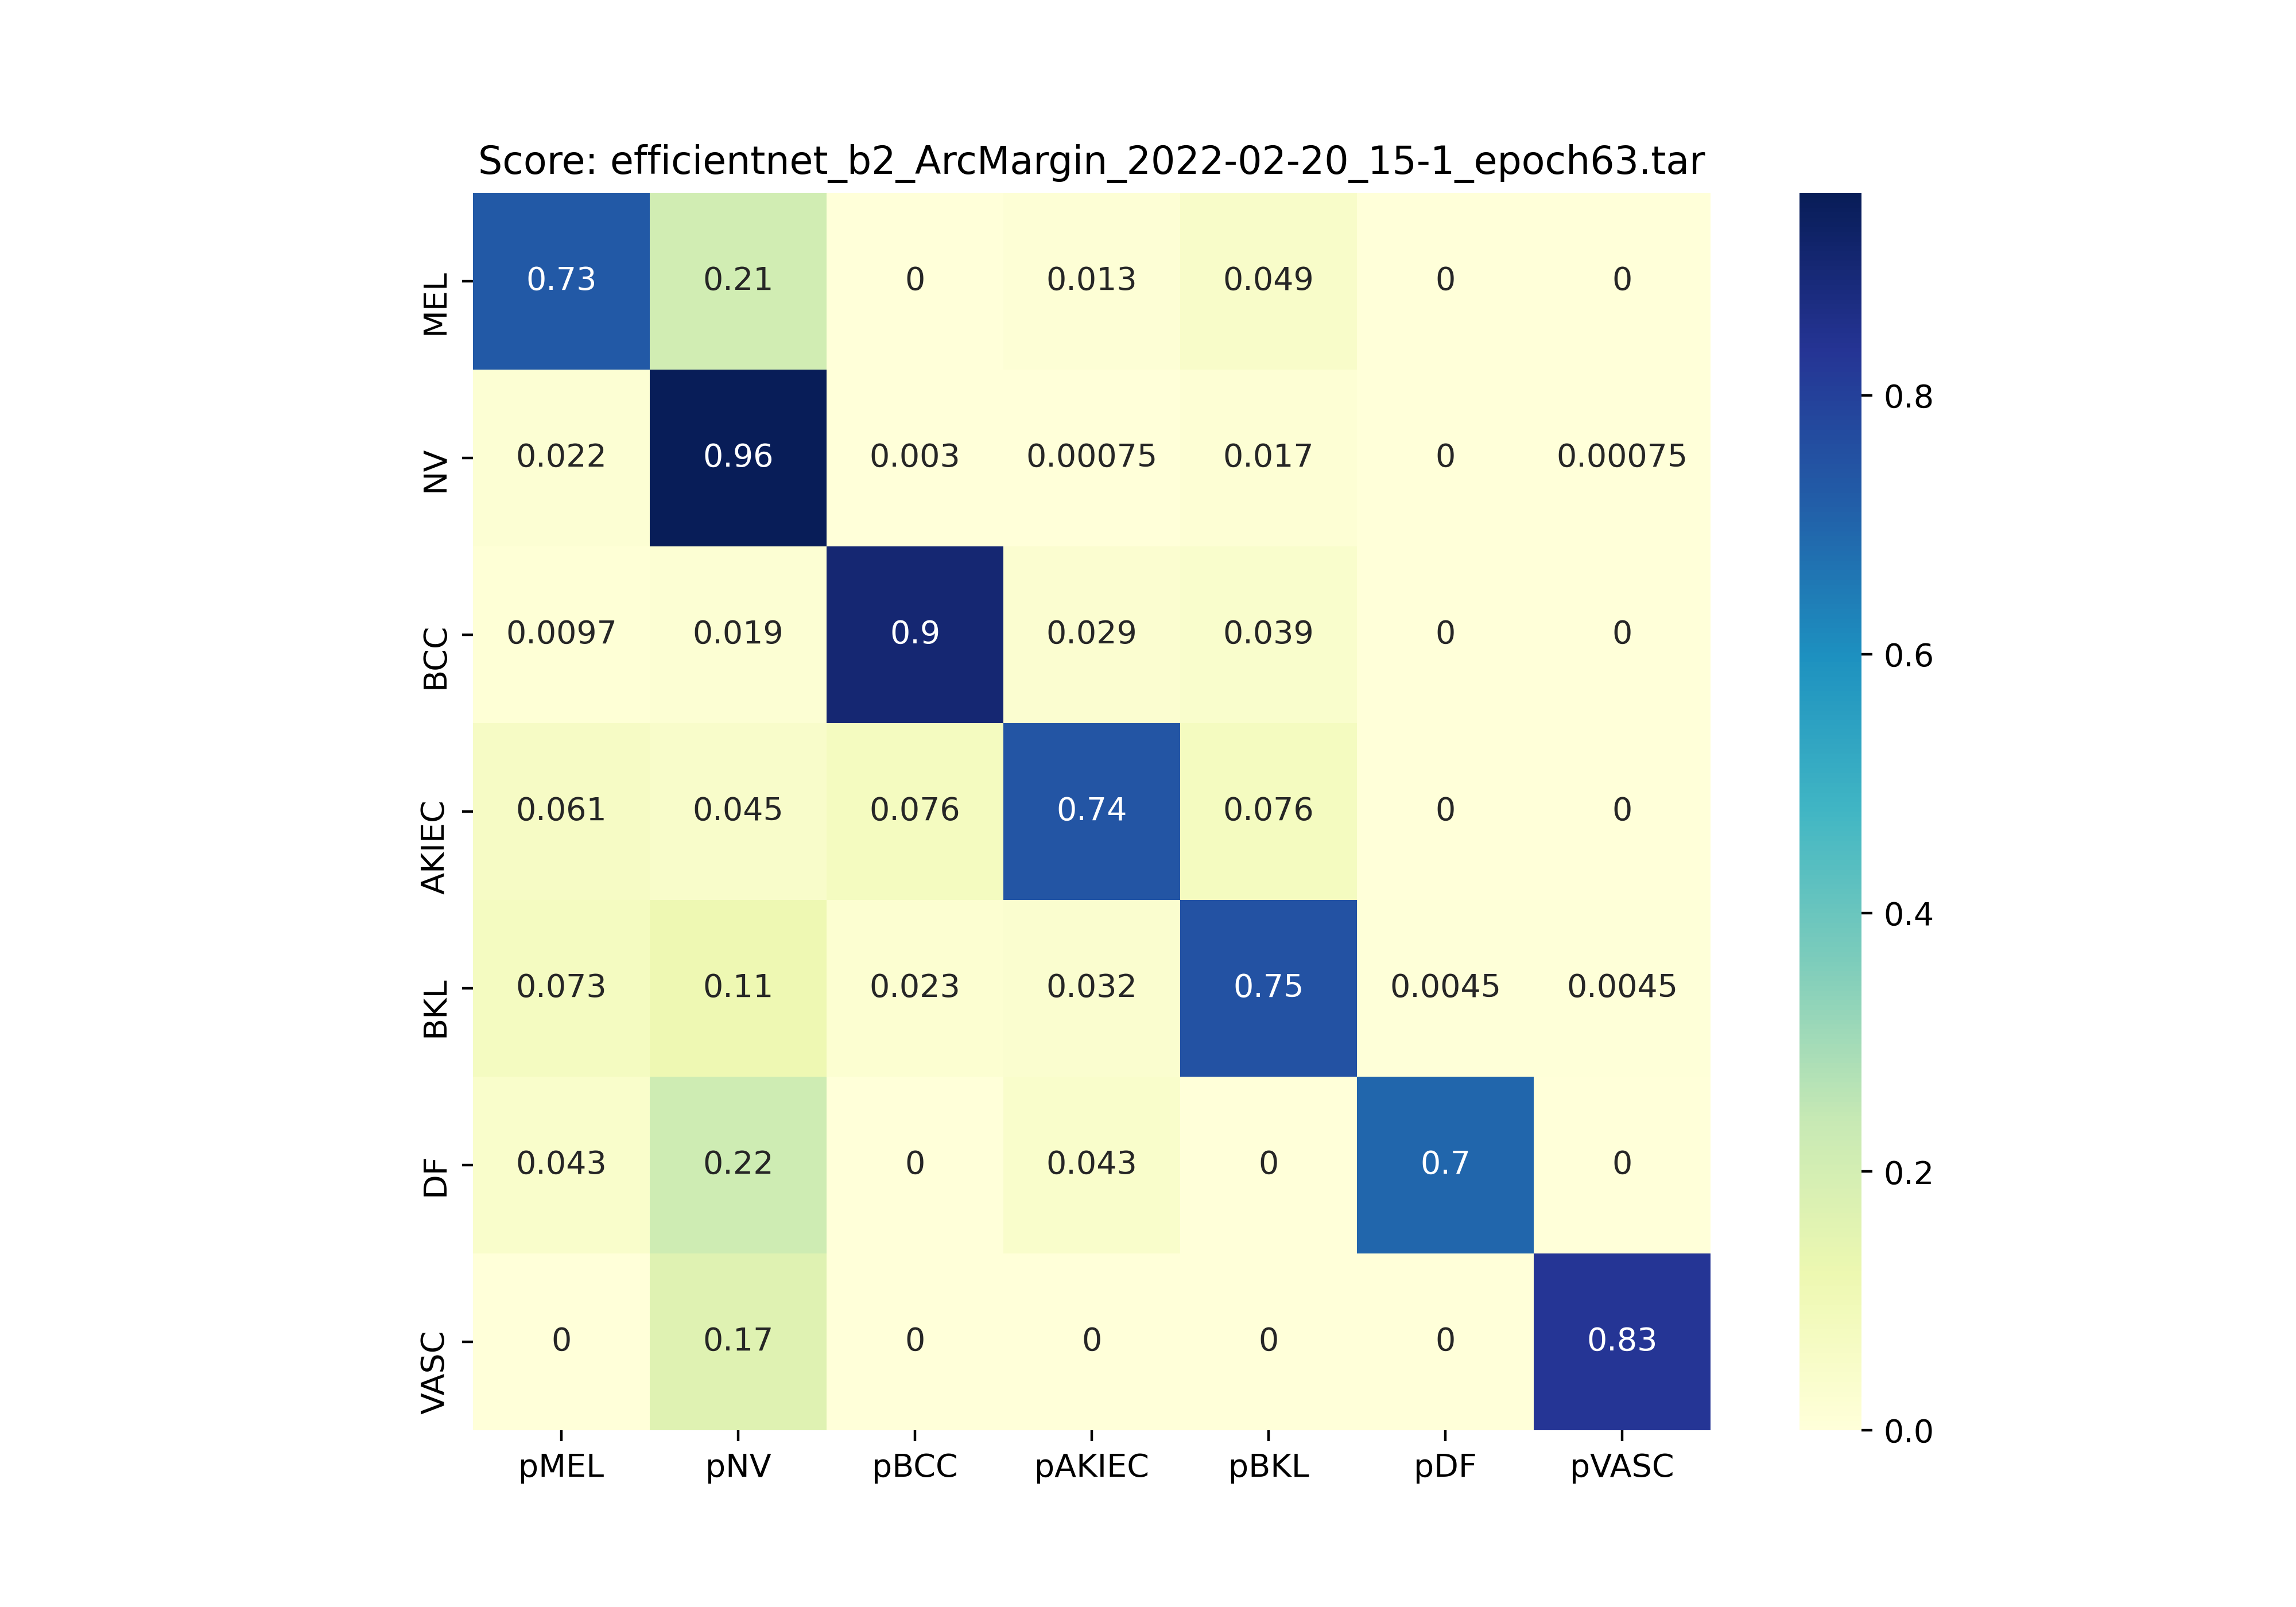 Score: efficientnet_b2_ArcMargin_2022-02-20_15-1_epoch63.tar
MEL 0.73 0.21 0 0.013 0.049 0 0
NV 0.022 0.96 0.003 0.00075 0.017 0 0.00075
BCC 0.0097 0.019 0.9 0.029 0.039 0 0
AKIEC 0.061 0.045 0.076 0.74 0.076 0 0
BKL 0.073 0.11 0.023 0.032 0.75 0.0045 0.0045
DF 0.043 0.22 0 0.043 0 0.7 0
VASC 0 0.17 0 0 0 0 0.83
pMEL pNV pBCC pAKIEC pBKL pDF pVASC
0.8
0.6
0.4
0.2
0.0